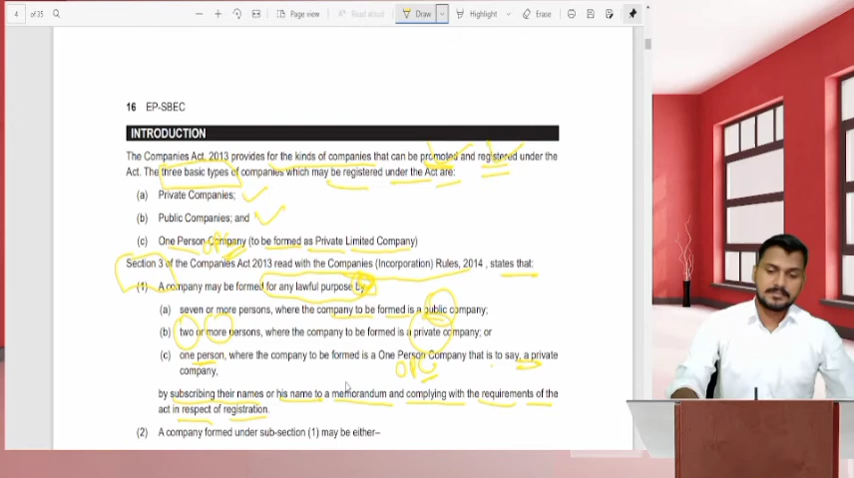 4 of 35 Page view Read aloud Draw Highlight Erase
16 EP-SBEC
INTRODUCTION
The Companies Act, 2013 provides for the kinds of companies that can be promoted and registered under the
Act. The three basic types of companies which may be registered under the Act are:
(a) Private Companies;
(b) Public Companies; and
OPC
(c) One Person Company (to be formed as Private Limited Company)
Section 3 of the Companies Act 2013 read with the Companies (Incorporation) Rules, 2014 , states that:
(1) A company may be formed for any lawful purpose by
(a) seven or more persons, where the company to be formed is a public company;
(b) two or more persons, where the company to be formed is a private company; or
(c) one person, where the company to be formed is a One Person Company that is to say, a private
company,
OPC
by subscribing their names or his name to a memorandum and complying with the requirements of the
act in respect of registration.
(2) A company formed under sub-section (1) may be either–